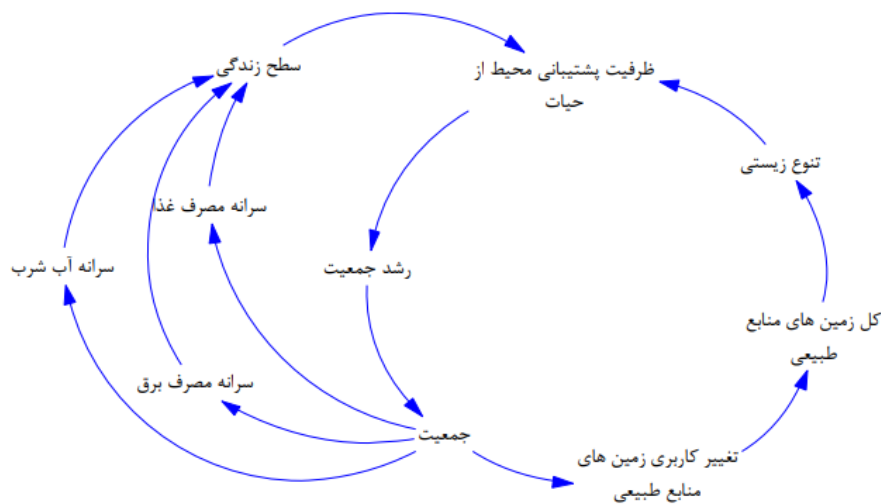 سطح زندگی
ظرفیت پشتیبانی محیط از
حیات
تنوع زیستی
سرانه مصرف غذا
سرانه آب شرب
رشد جمعیت
کل زمین های منابع
طبیعی
سرانه مصرف برق
جمعیت
تغییر کاربری زمین های
منابع طبیعی